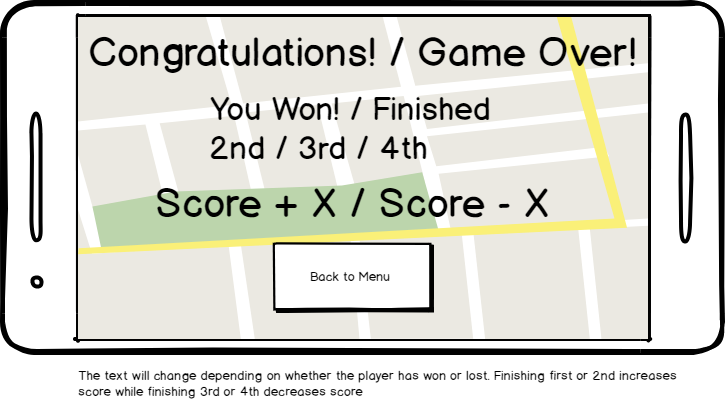 Congratulations! / Game Over!
You Won! / Finished
2nd / 3rd / 4th
Score + X / Score - X
Back to Menu
The text will change depending on whether the player has won or lost. Finishing first or 2nd increases
score while finishing 3rd or 4th decreases score